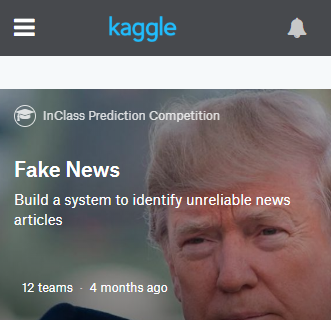 kaggle
InClass Prediction Competition
Fake News
Build a system to identify unreliable news
articles
12 teams · 4 months ago